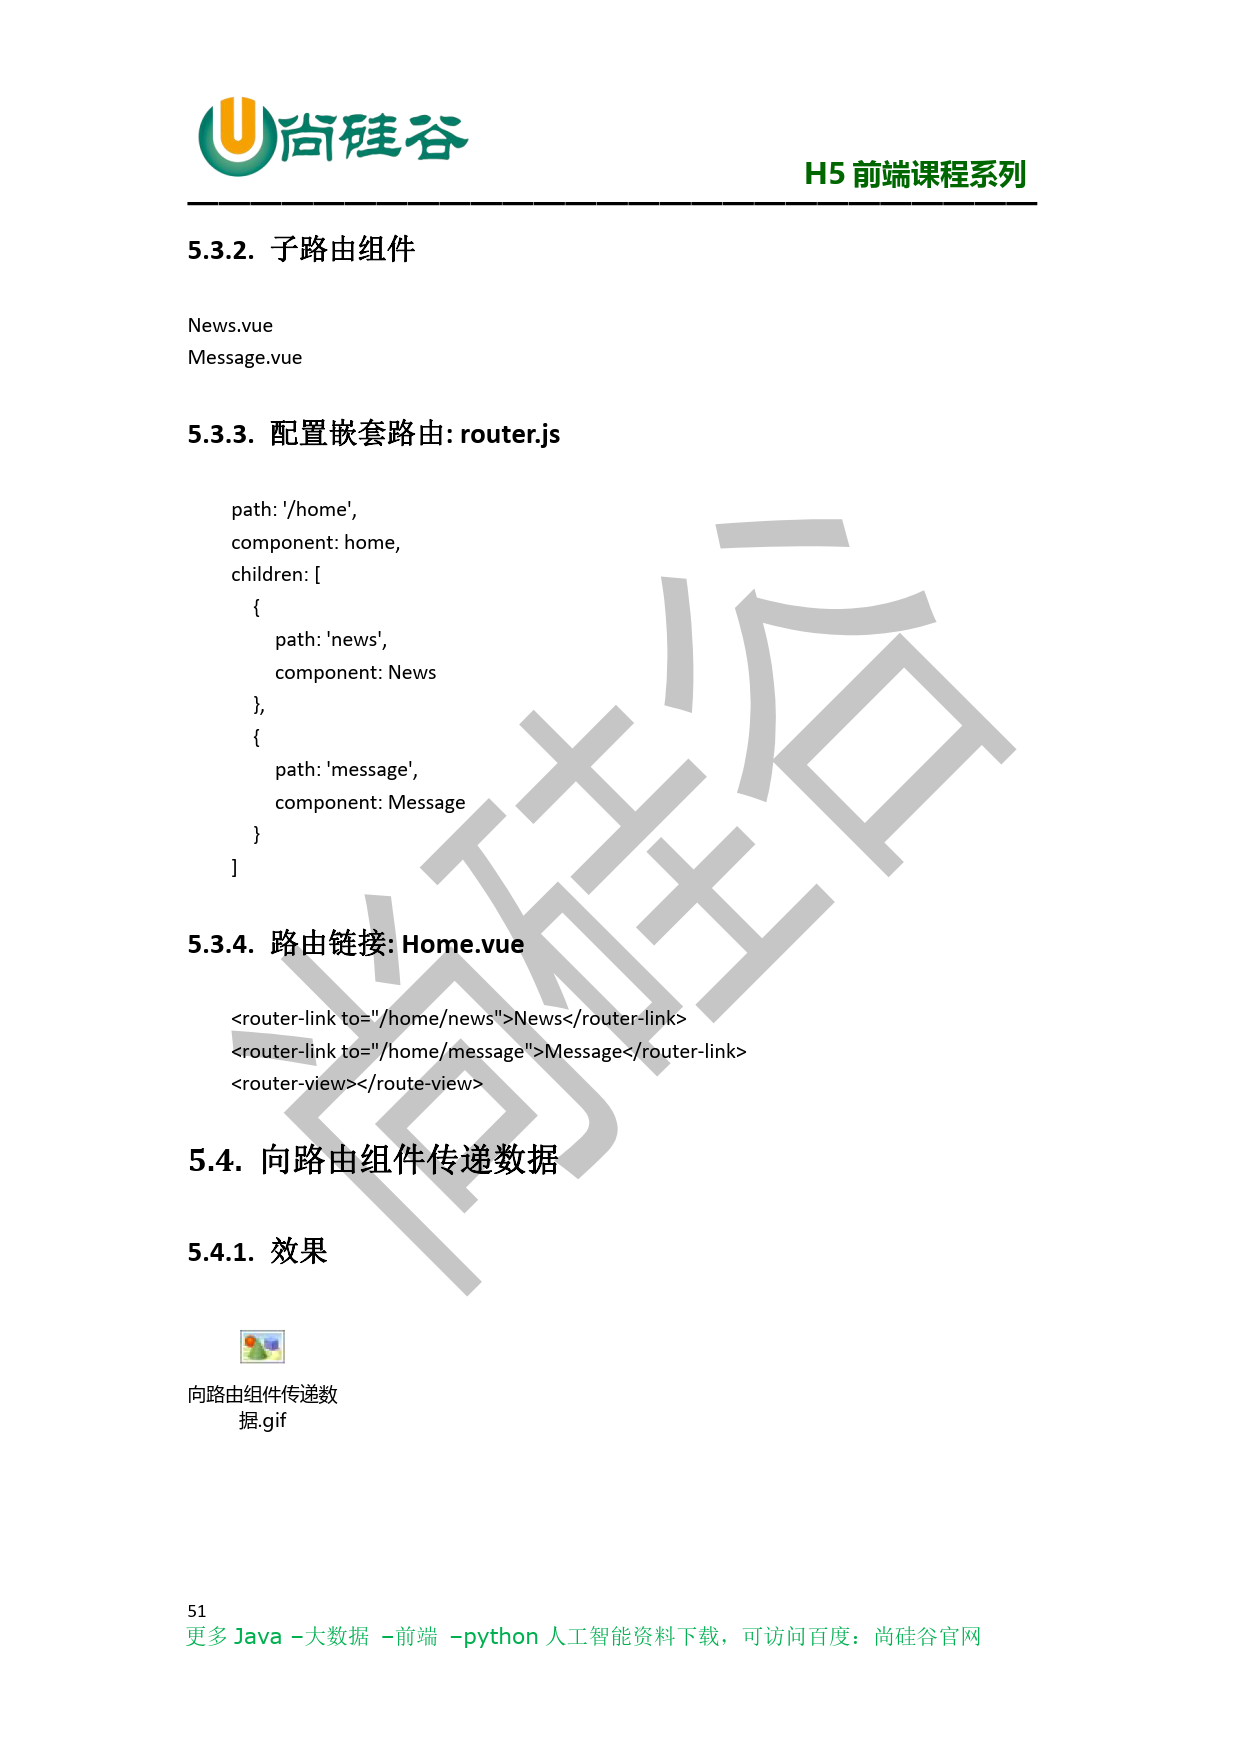 尚硅谷
H5 前端课程系列
5.3.2. 子路由组件
News.vue
Message.vue
5.3.3. 配置嵌套路由: router.js
path: '/home',
component: home,
children: [
{
path: 'news',
component: News
},
{
path: 'message',
component: Message
}
]
5.3.4. 路由链接: Home.vue
<router-link to="/home/news">News</router-link>
<router-link to="/home/message">Message</router-link>
<router-view></route-view>
5.4. 向路由组件传递数据
5.4.1. 效果
向路由组件传递数
据.gif
尚硅谷
51
更多 Java –大数据 –前端 –python 人工智能资料下载，可访问百度：尚硅谷官网